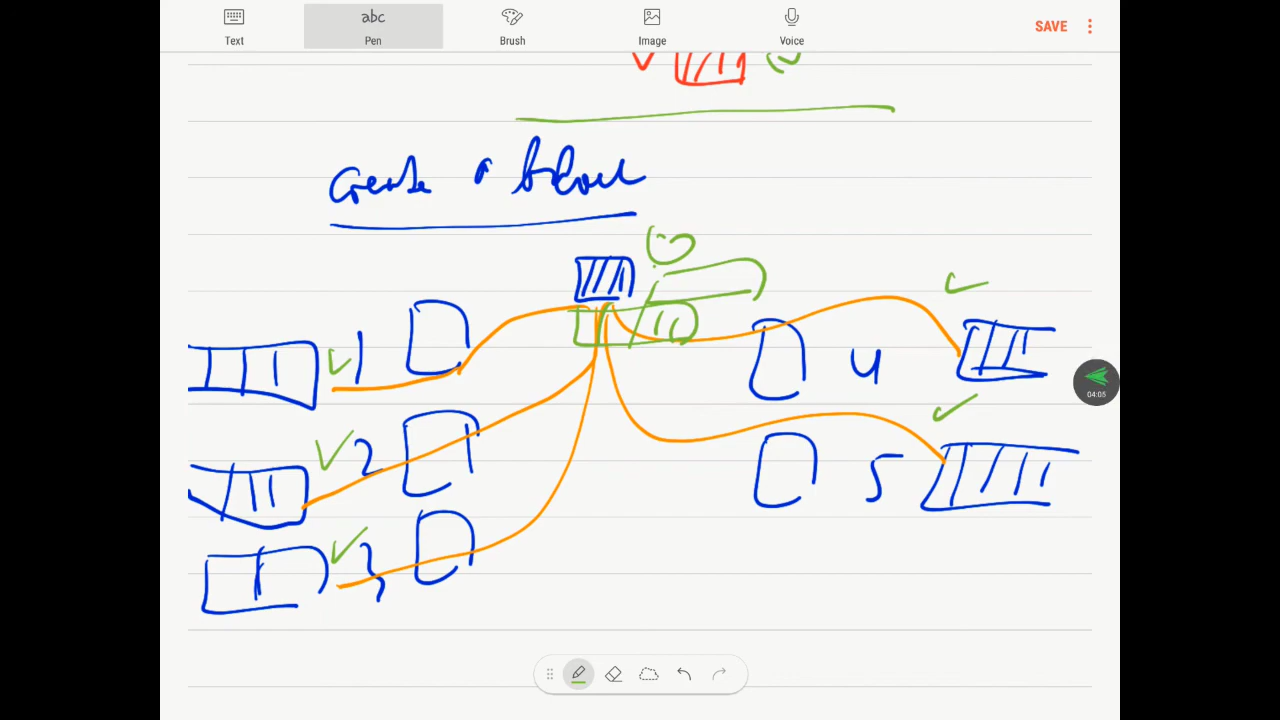 Text
abc
Pen
Brush
Image
Voice
SAVE
Create a block
1
2
3
4
5
04:05